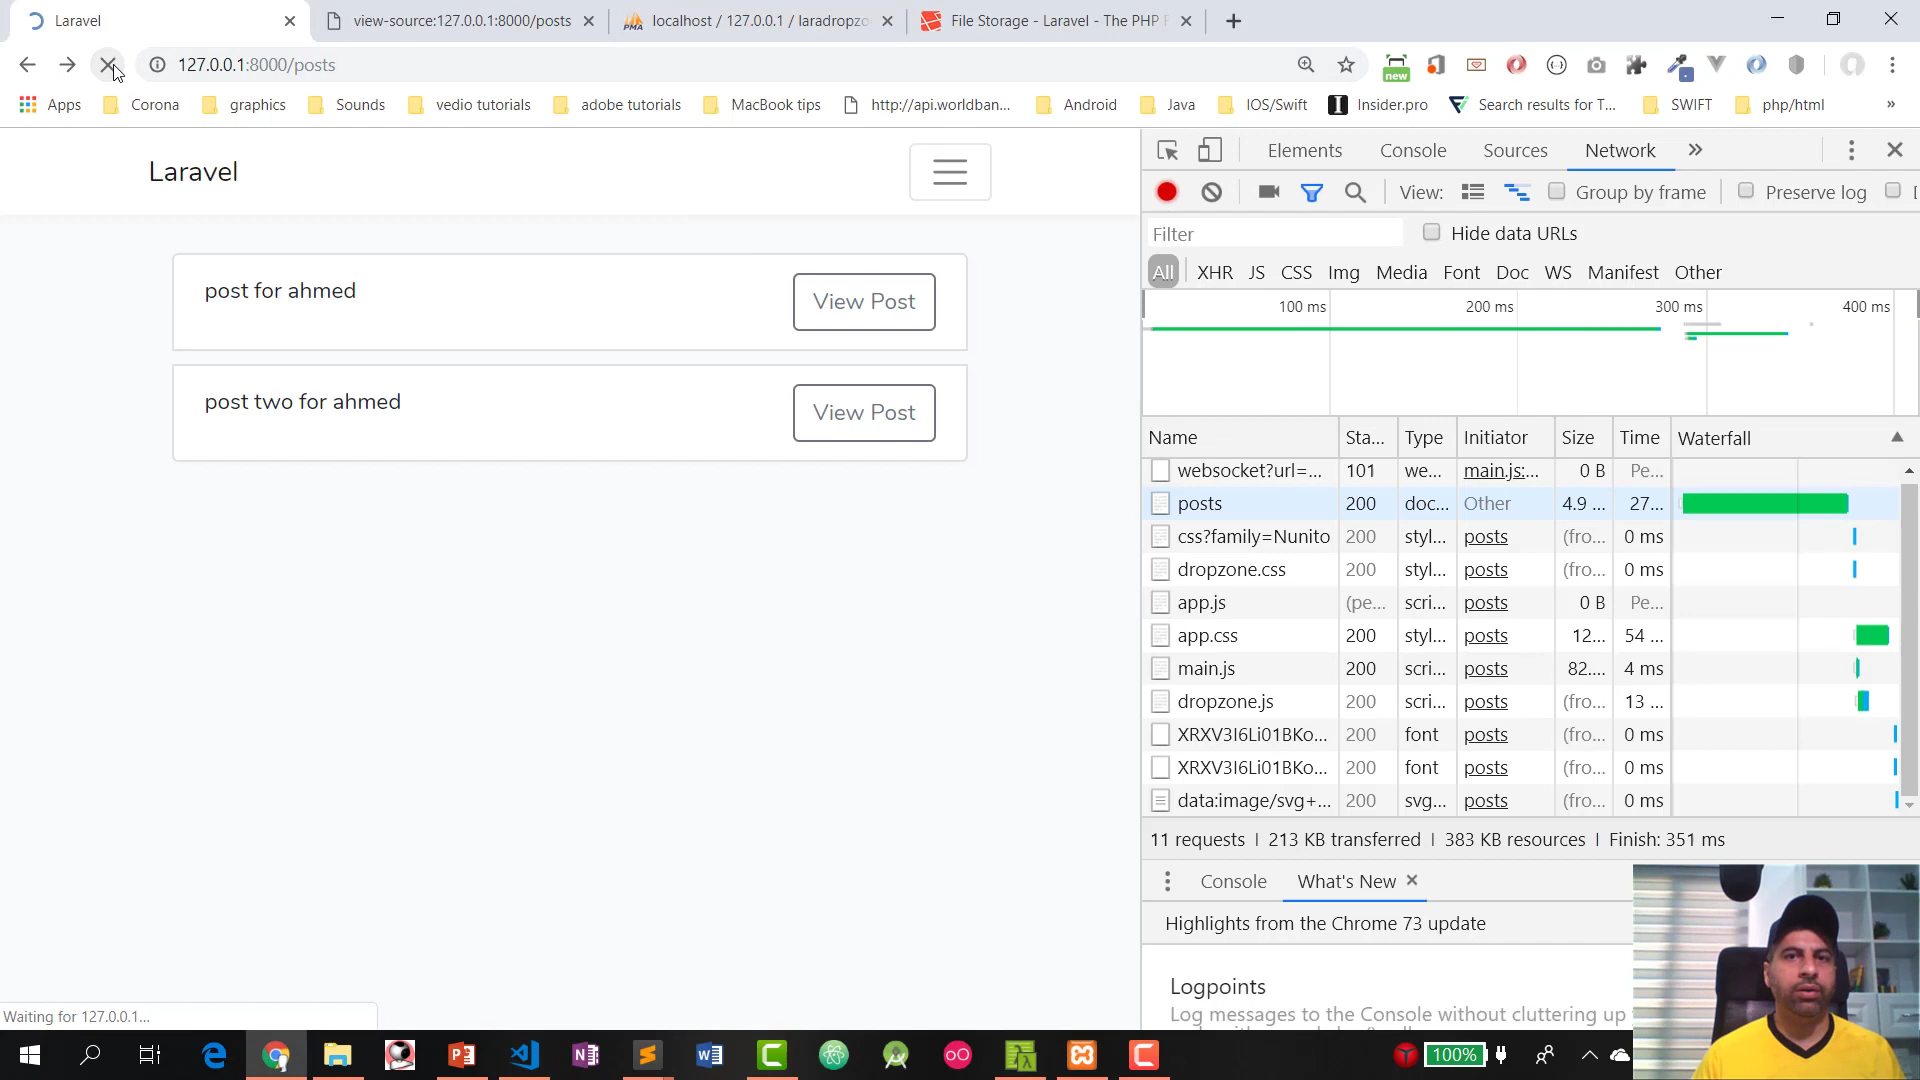 Laravel
view-source:127.0.0.1:8000/posts
localhost / 127.0.0.1 / laradropzo
File Storage - Laravel - The PHP F
127.0.0.1:8000/posts
new
Apps
Corona
graphics
Sounds
vedio tutorials
adobe tutorials
MacBook tips
http://api.worldban...
Android
Java
IOS/Swift
Insider.pro
Search results for T...
SWIFT
php/html
»
Laravel
post for ahmed
View Post
post two for ahmed
View Post
Waiting for 127.0.0.1...
Elements
Console
Sources
Network
»
View:
Group by frame
Preserve log
Filter
Hide data URLs
All
XHR
JS
CSS
Img
Media
Font
Doc
WS
Manifest
Other
100 ms
200 ms
300 ms
400 ms
Name Sta... Type Initiator Size Time Waterfall
websocket?url=... 101 we... main.js:... 0 B Pe...
posts 200 doc... Other 4.9 ... 27...
css?family=Nunito 200 styl... posts (fro... 0 ms
dropzone.css 200 styl... posts (fro... 0 ms
app.js (pe... scri... posts 0 B Pe...
app.css 200 styl... posts 12... 54 ...
main.js 200 scri... posts 82.... 4 ms
dropzone.js 200 scri... posts (fro... 13 ...
XRXV3I6Li01BKo... 200 font posts (fro... 0 ms
XRXV3I6Li01BKo... 200 font posts (fro... 0 ms
data:image/svg+... 200 svg... posts (fro... 0 ms
11 requests | 213 KB transferred | 383 KB resources | Finish: 351 ms
Console
What's New
Highlights from the Chrome 73 update
Logpoints
Log messages to the Console without cluttering up
100%